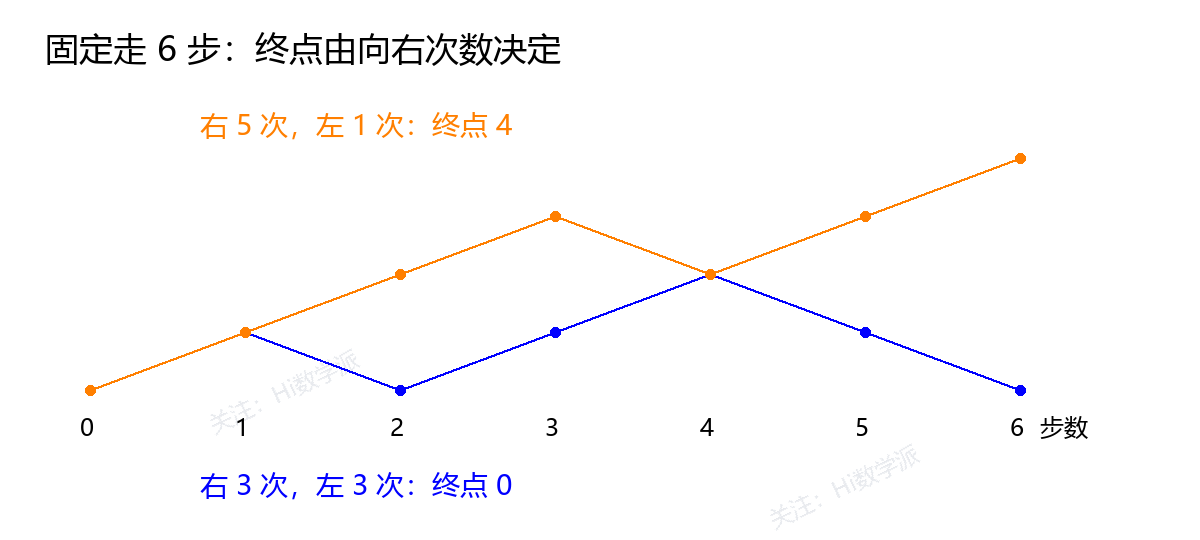 固定走 6 步：终点由向右次数决定
右 5 次，左 1 次：终点 4
关注：Hi数学派
0 1 2 3 4 5 6 步数
右 3 次，左 3 次：终点 0
关注：Hi数学派